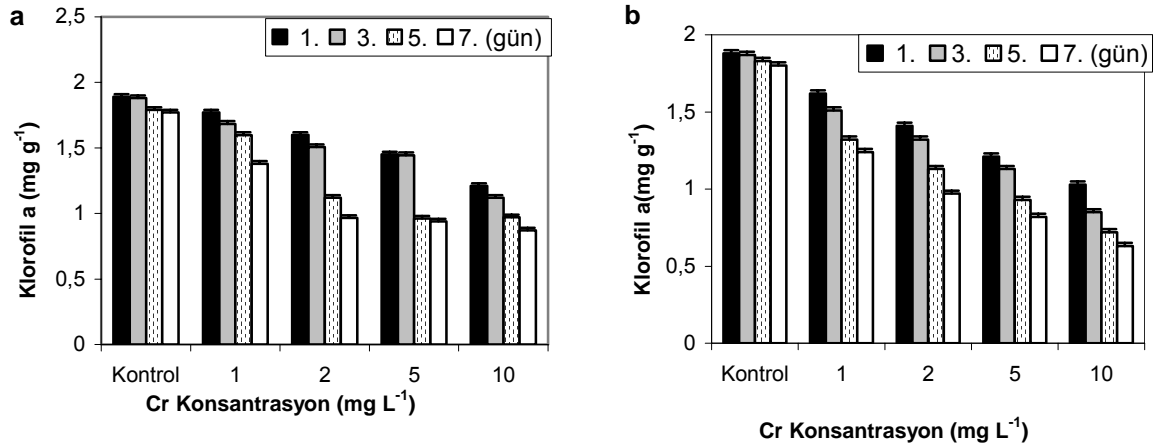 a
2,5
1. 3. 5. 7. (gün)
2
1,5
1
0,5
0
Klorofil a (mg g-1)
Kontrol 1 2 5 10
Cr Konsantrasyon (mg L-1)
b
2
1. 3. 5. 7. (gün)
1,5
1
0,5
0
Klorofil a(mg g-1)
Kontrol 1 2 5 10
Cr Konsantrasyon (mg L-1)